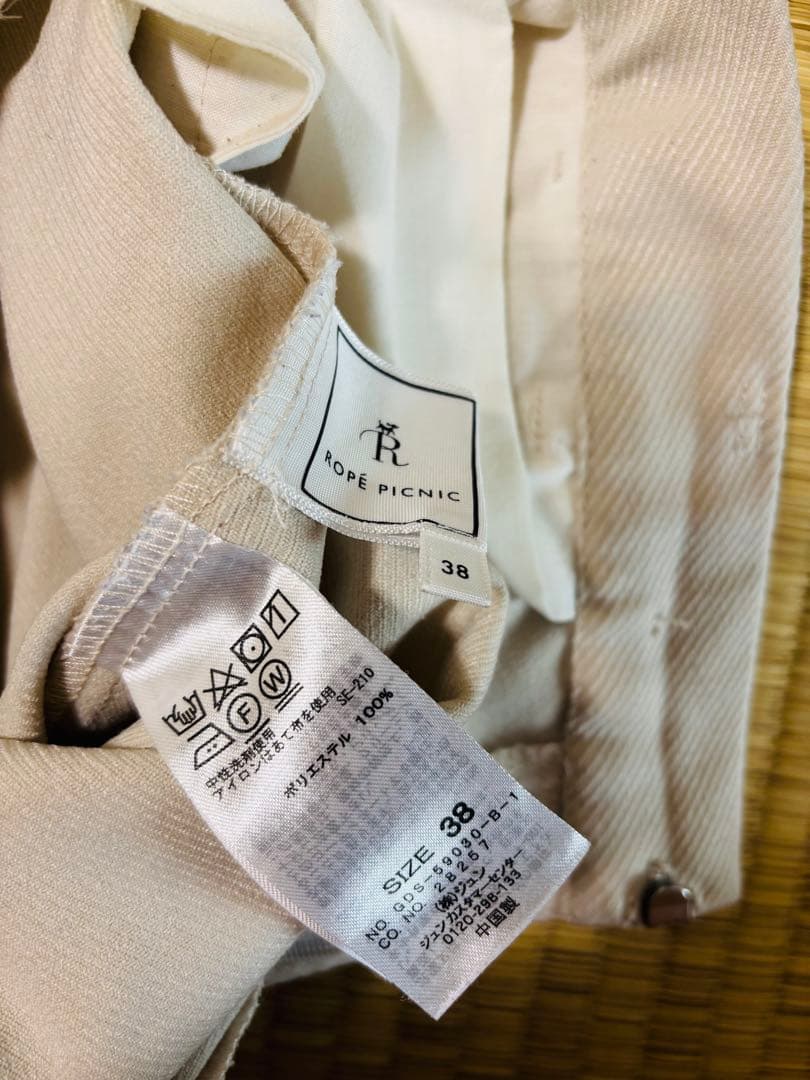 R
ROPÉ PICNIC
38
F W
中性洗剤使用
アイロンはあて布を使用
SE-210
ポリエステル 100%
SIZE 38
NO. GDS-59030-B-1
CO. NO. 28257
(株)ジュン
ジュンカスタマーセンター
0120-298-133
中国製